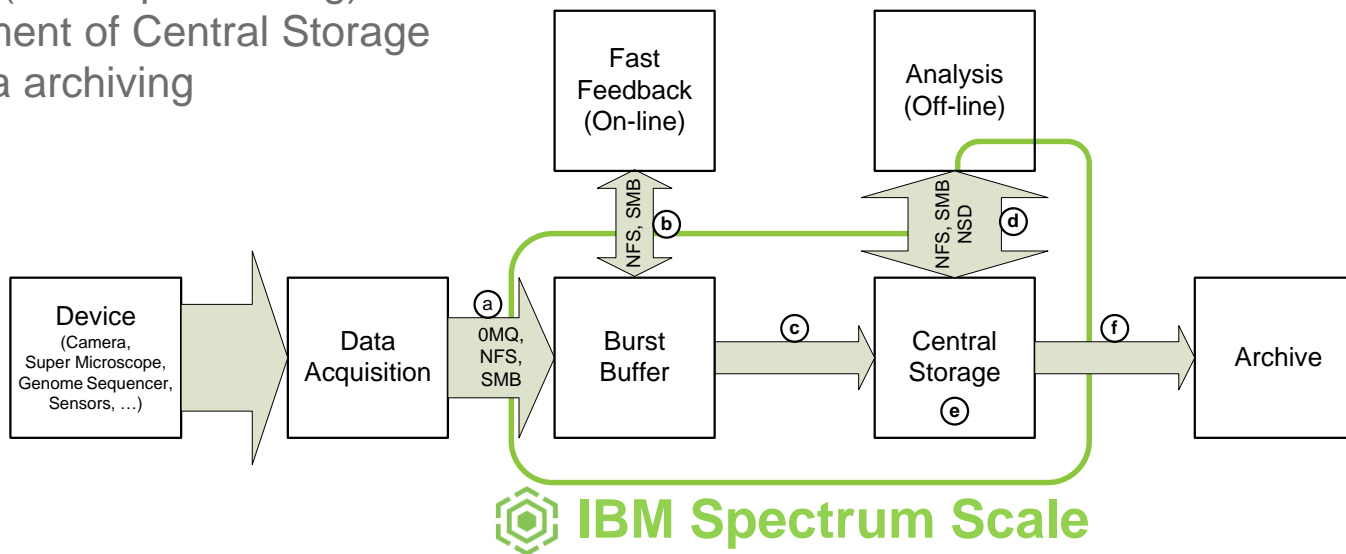 ment of Central Storage
a archiving
Fast
Feedback
(On-line)
Analysis
(Off-line)
NFS, SMB
b
NFS, SMB
NSD
d
Device
(Camera,
Super Microscope,
Genome Sequencer,
Sensors, …)
Data
Acquisition
a
0MQ,
NFS,
SMB
Burst
Buffer
c
Central
Storage
e
f
Archive
IBM Spectrum Scale